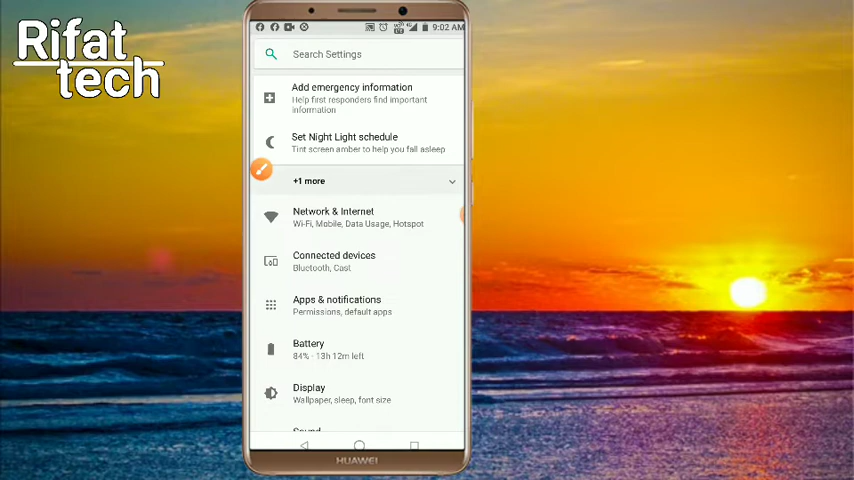 Rifat
tech
9:02 AM
Search Settings
Add emergency information
Help first responders find important
information
Set Night Light schedule
Tint screen amber to help you fall asleep
+1 more
Network & Internet
Wi-Fi, Mobile, Data Usage, Hotspot
Connected devices
Bluetooth, Cast
Apps & notifications
Permissions, default apps
Battery
84% · 13h 12m left
Display
Wallpaper, sleep, font size
Sound
HUAWEI